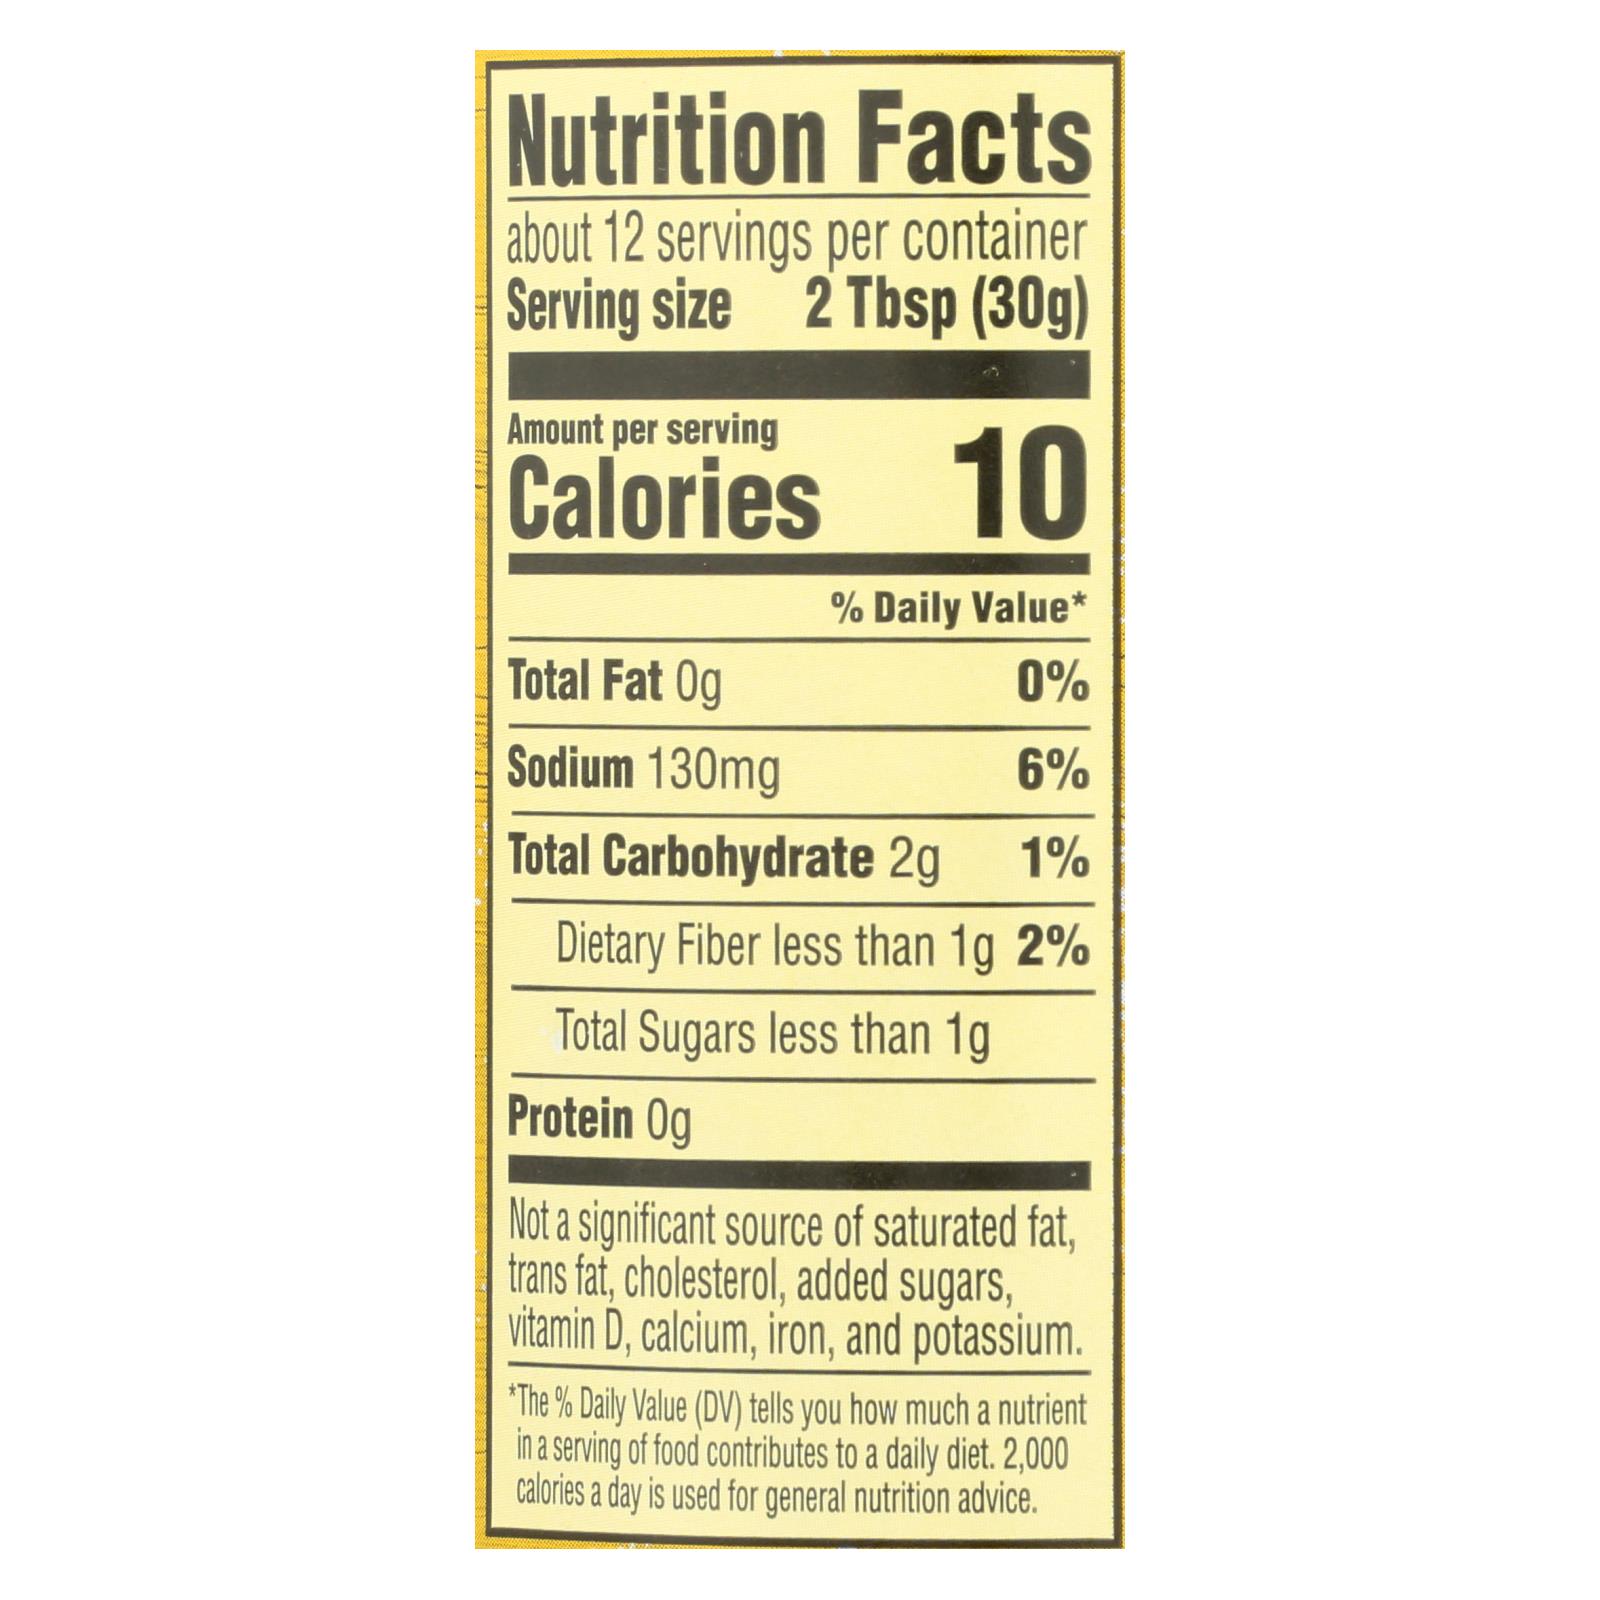 Nutrition Facts
about 12 servings per container
Serving size 2 Tbsp (30g)
Amount per serving
Calories 10
% Daily Value*
Total Fat 0g 0%
Sodium 130mg 6%
Total Carbohydrate 2g 1%
Dietary Fiber less than 1g 2%
Total Sugars less than 1g
Protein 0g
Not a significant source of saturated fat,
trans fat, cholesterol, added sugars,
vitamin D, calcium, iron, and potassium.
*The % Daily Value (DV) tells you how much a nutrient
in a serving of food contributes to a daily diet. 2,000
calories a day is used for general nutrition advice.